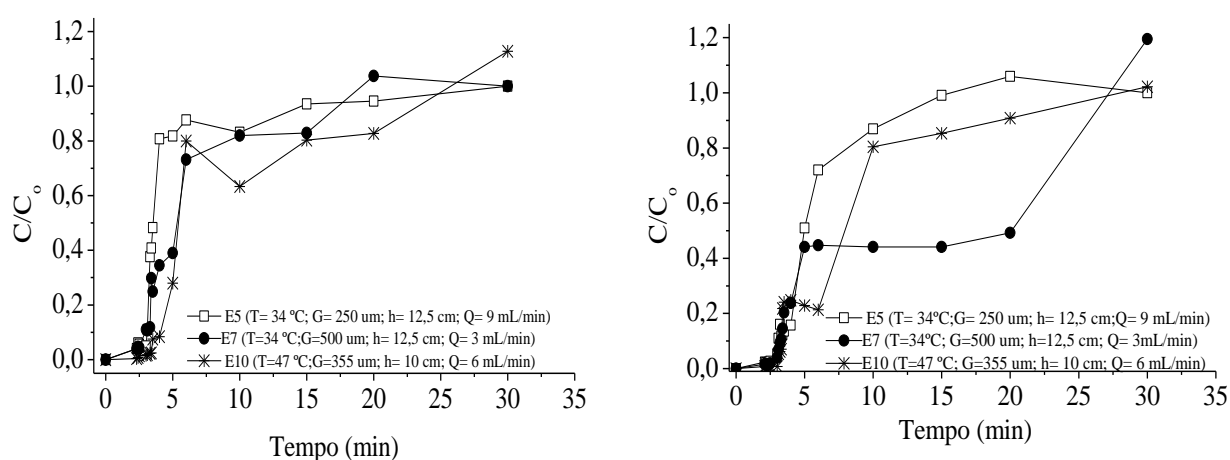 1,2
1,0
0,8
0,6
0,4
0,2
0,0
C/Co
E5 (T= 34 ºC; G= 250 um; h= 12,5 cm; Q= 9 mL/min)
E7 (T=34 ºC;G=500 um; h= 12,5 cm; Q= 3 mL/min)
E10 (T=47 ºC;G=355 um; h= 10 cm; Q= 6 mL/min)
0 5 10 15 20 25 30 35
Tempo (min)
1,2
1,0
0,8
0,6
0,4
0,2
0,0
C/Co
E5 (T= 34ºC; G= 250 um; h= 12,5 cm;Q= 9 mL/min)
E7 (T=34ºC; G=500 um; h=12,5 cm; Q= 3mL/min)
E10 (T=47 ºC; G=355 um; h= 10 cm; Q= 6 mL/min)
0 5 10 15 20 25 30 35
Tempo (min)